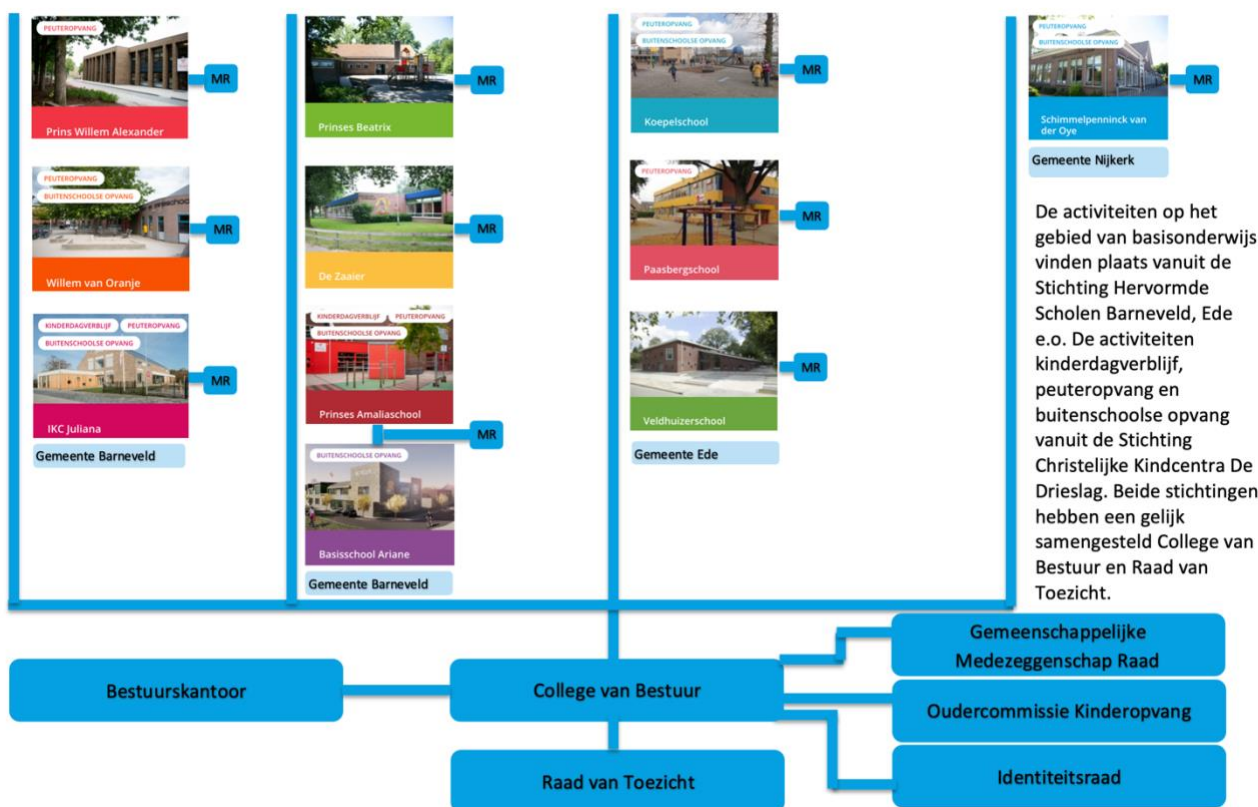 PEUTEROPVANG
Prins Willem Alexander
MR
PEUTEROPVANG
BUITENSCHOOLSE OPVANG
Willem van Oranje
MR
KINDERDAGVERBLIJF
PEUTEROPVANG
BUITENSCHOOLSE OPVANG
IKC Juliana
MR
Gemeente Barneveld
Prinses Beatrix
MR
De Zaaier
MR
KINDERDAGVERBLIJF
PEUTEROPVANG
BUITENSCHOOLSE OPVANG
Prinses Amaliaschool
MR
BUITENSCHOOLSE OPVANG
Basisschool Ariane
Gemeente Barneveld
PEUTEROPVANG
BUITENSCHOOLSE OPVANG
Koepelschool
MR
PEUTEROPVANG
Paasbergschool
MR
Veldhuizerschool
MR
Gemeente Ede
PEUTEROPVANG
BUITENSCHOOLSE OPVANG
Schimmelpenninck van
der Oye
MR
Gemeente Nijkerk
De activiteiten op het
gebied van basisonderwijs
vinden plaats vanuit de
Stichting Hervormde
Scholen Barneveld, Ede
e.o. De activiteiten
kinderdagverblijf,
peuteropvang en
buitenschoolse opvang
vanuit de Stichting
Christelijke Kindcentra De
Drieslag. Beide stichtingen
hebben een gelijk
samengesteld College van
Bestuur en Raad van
Toezicht.
Bestuurskantoor
College van Bestuur
Raad van Toezicht
Gemeenschappelijke
Medezeggenschap Raad
Oudercommissie Kinderopvang
Identiteitsraad